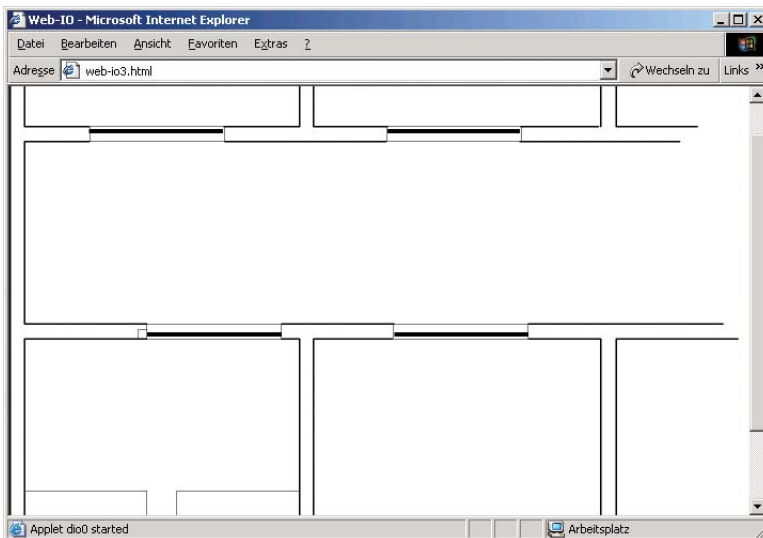 Web-IO - Microsoft Internet Explorer
Datei Bearbeiten Ansicht Favoriten Extras ?
Adresse web-io3.html Wechseln zu Links »
Applet dio0 started Arbeitsplatz